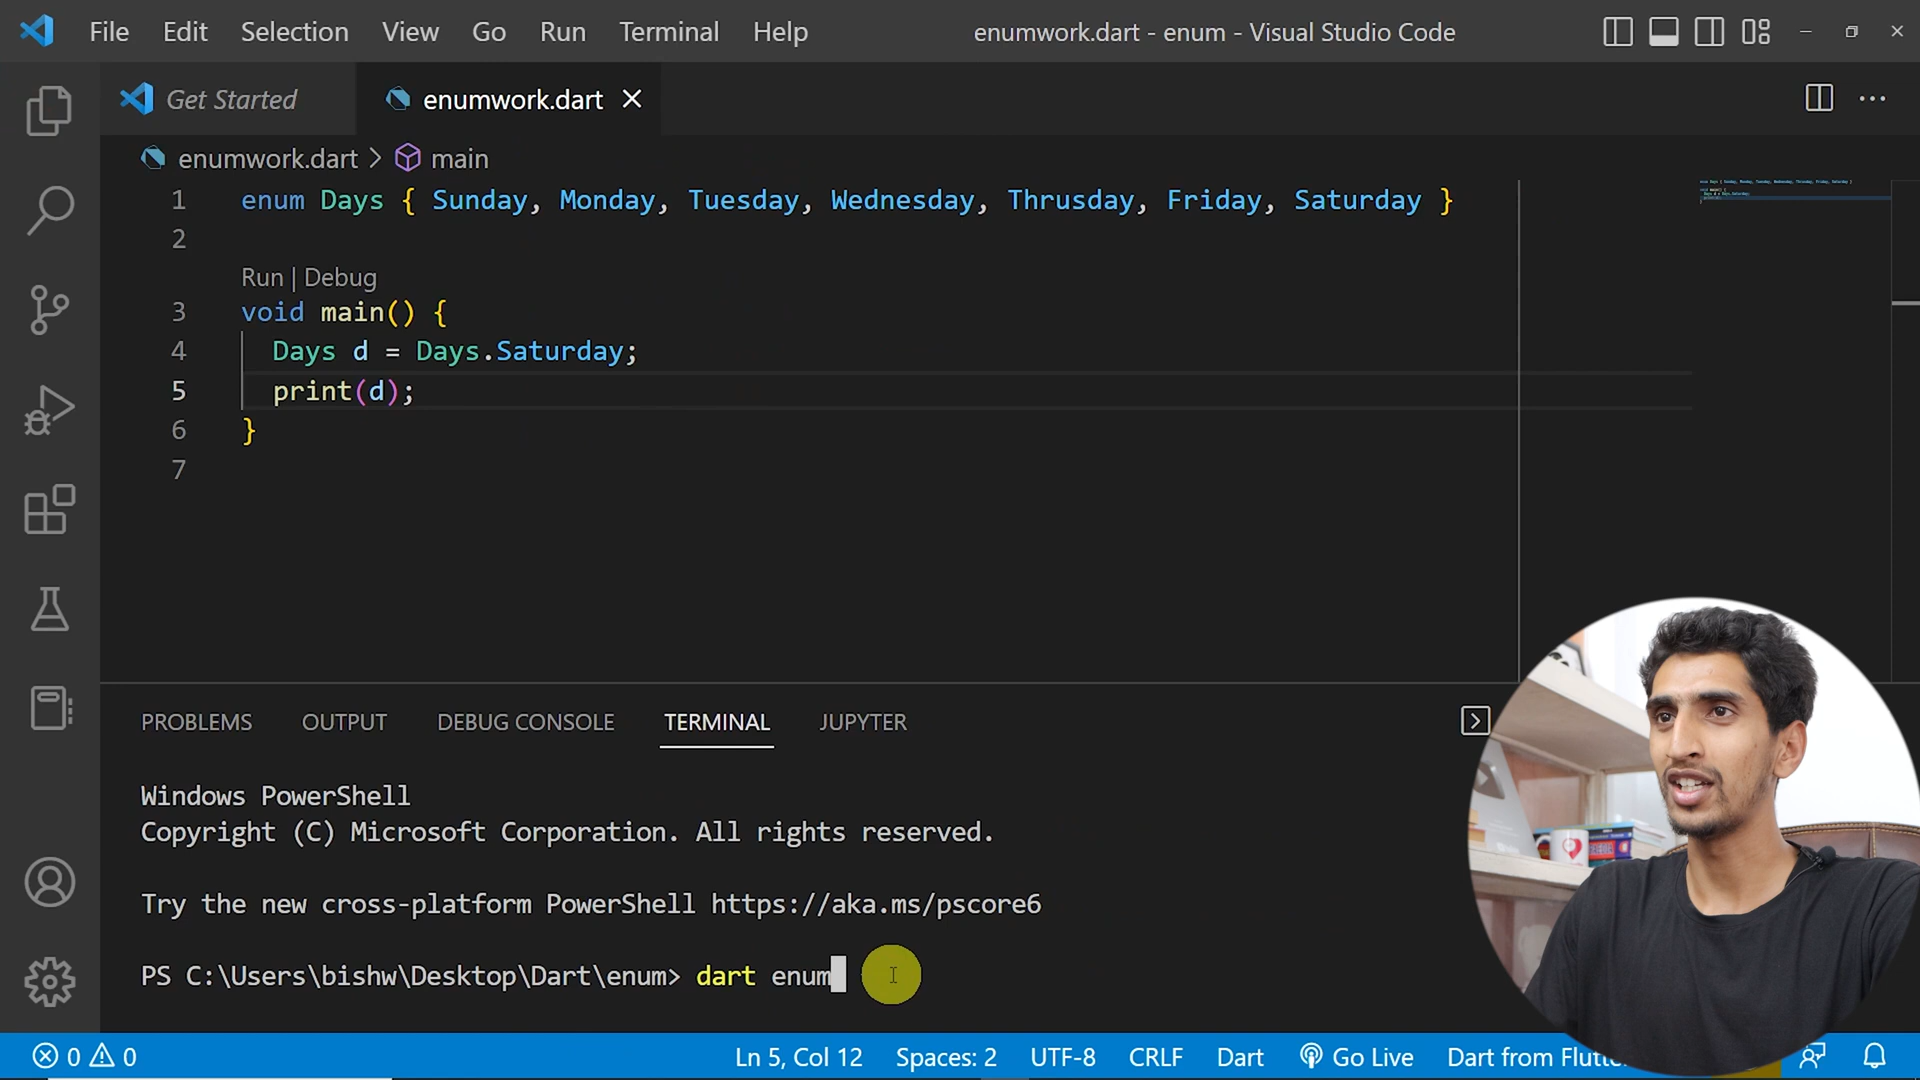 File Edit Selection View Go Run Terminal Help enumwork.dart - enum - Visual Studio Code
Get Started enumwork.dart
enumwork.dart > main
1 enum Days { Sunday, Monday, Tuesday, Wednesday, Thrusday, Friday, Saturday }
2
Run | Debug
3 void main() {
4 Days d = Days.Saturday;
5 print(d);
6 }
7
PROBLEMS OUTPUT DEBUG CONSOLE TERMINAL JUPYTER
Windows PowerShell
Copyright (C) Microsoft Corporation. All rights reserved.
Try the new cross-platform PowerShell https://aka.ms/pscore6
PS C:\Users\bishw\Desktop\Dart\enum> dart enum
0 0 Ln 5, Col 12 Spaces: 2 UTF-8 CRLF Dart Go Live Dart from